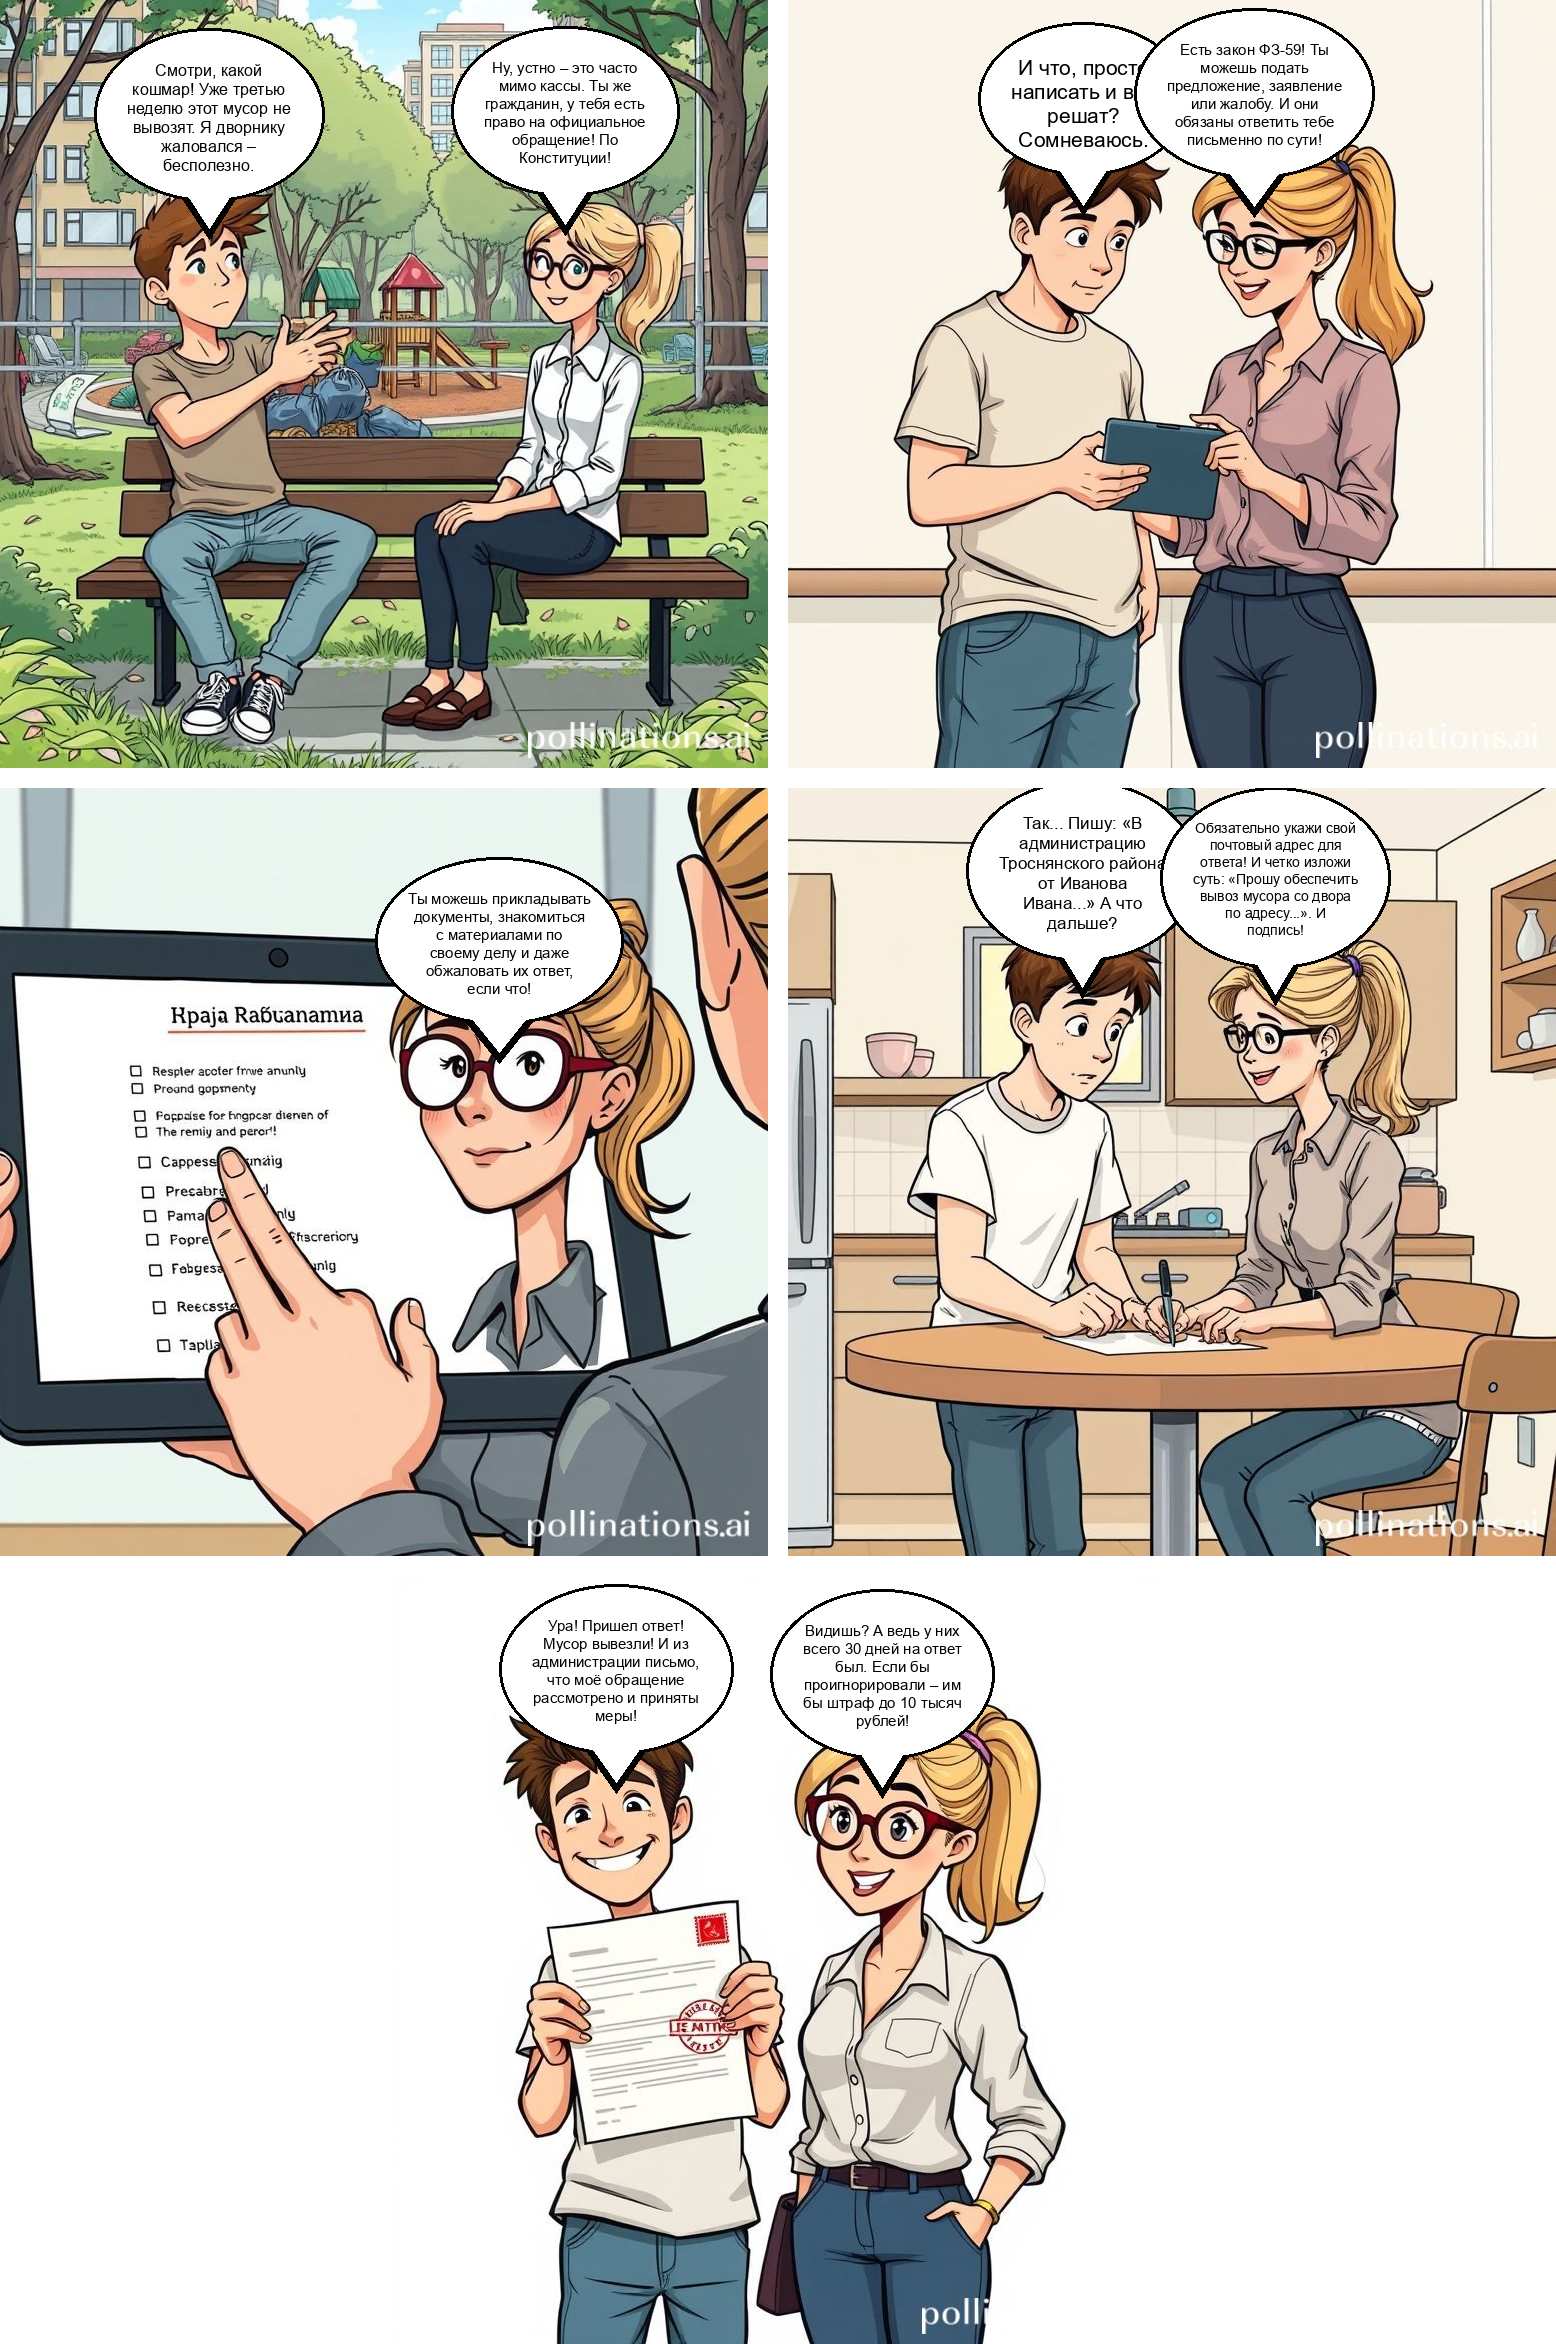 Смотри, какой
кошмар! Уже третью
неделю этот мусор не
вывозят. Я дворнику
жаловался –
бесполезно.
Ну, устно – это часто
мимо кассы. Ты же
гражданин, у тебя есть
право на официальное
обращение! По
Конституции!
pollinations.ai
И что, просто
написать и в
решат?
Сомневаюсь.
Есть закон ФЗ-59! Ты
можешь подать
предложение, заявление
или жалобу. И они
обязаны ответить тебе
письменно по сути!
pollinations.ai
Ты можешь прикладывать
документы, знакомиться
с материалами по
своему делу и даже
обжаловать их ответ,
если что!
The and
pollinations.ai
Так... Пишу: «В
администрацию
Троснянского района
от Иванова
Ивана...» А что
дальше?
Обязательно укажи свой
почтовый адрес для
ответа! И четко изложи
суть: «Прошу обеспечить
вывоз мусора со двора
по адресу...». И
подпись!
pollinations.ai
Ура! Пришел ответ!
Мусор вывезли! И из
администрации письмо,
что моё обращение
рассмотрено и приняты
меры!
Видишь? А ведь у них
всего 30 дней на ответ
был. Если бы
проигнорировали – им
бы штраф до 10 тысяч
рублей!
polli